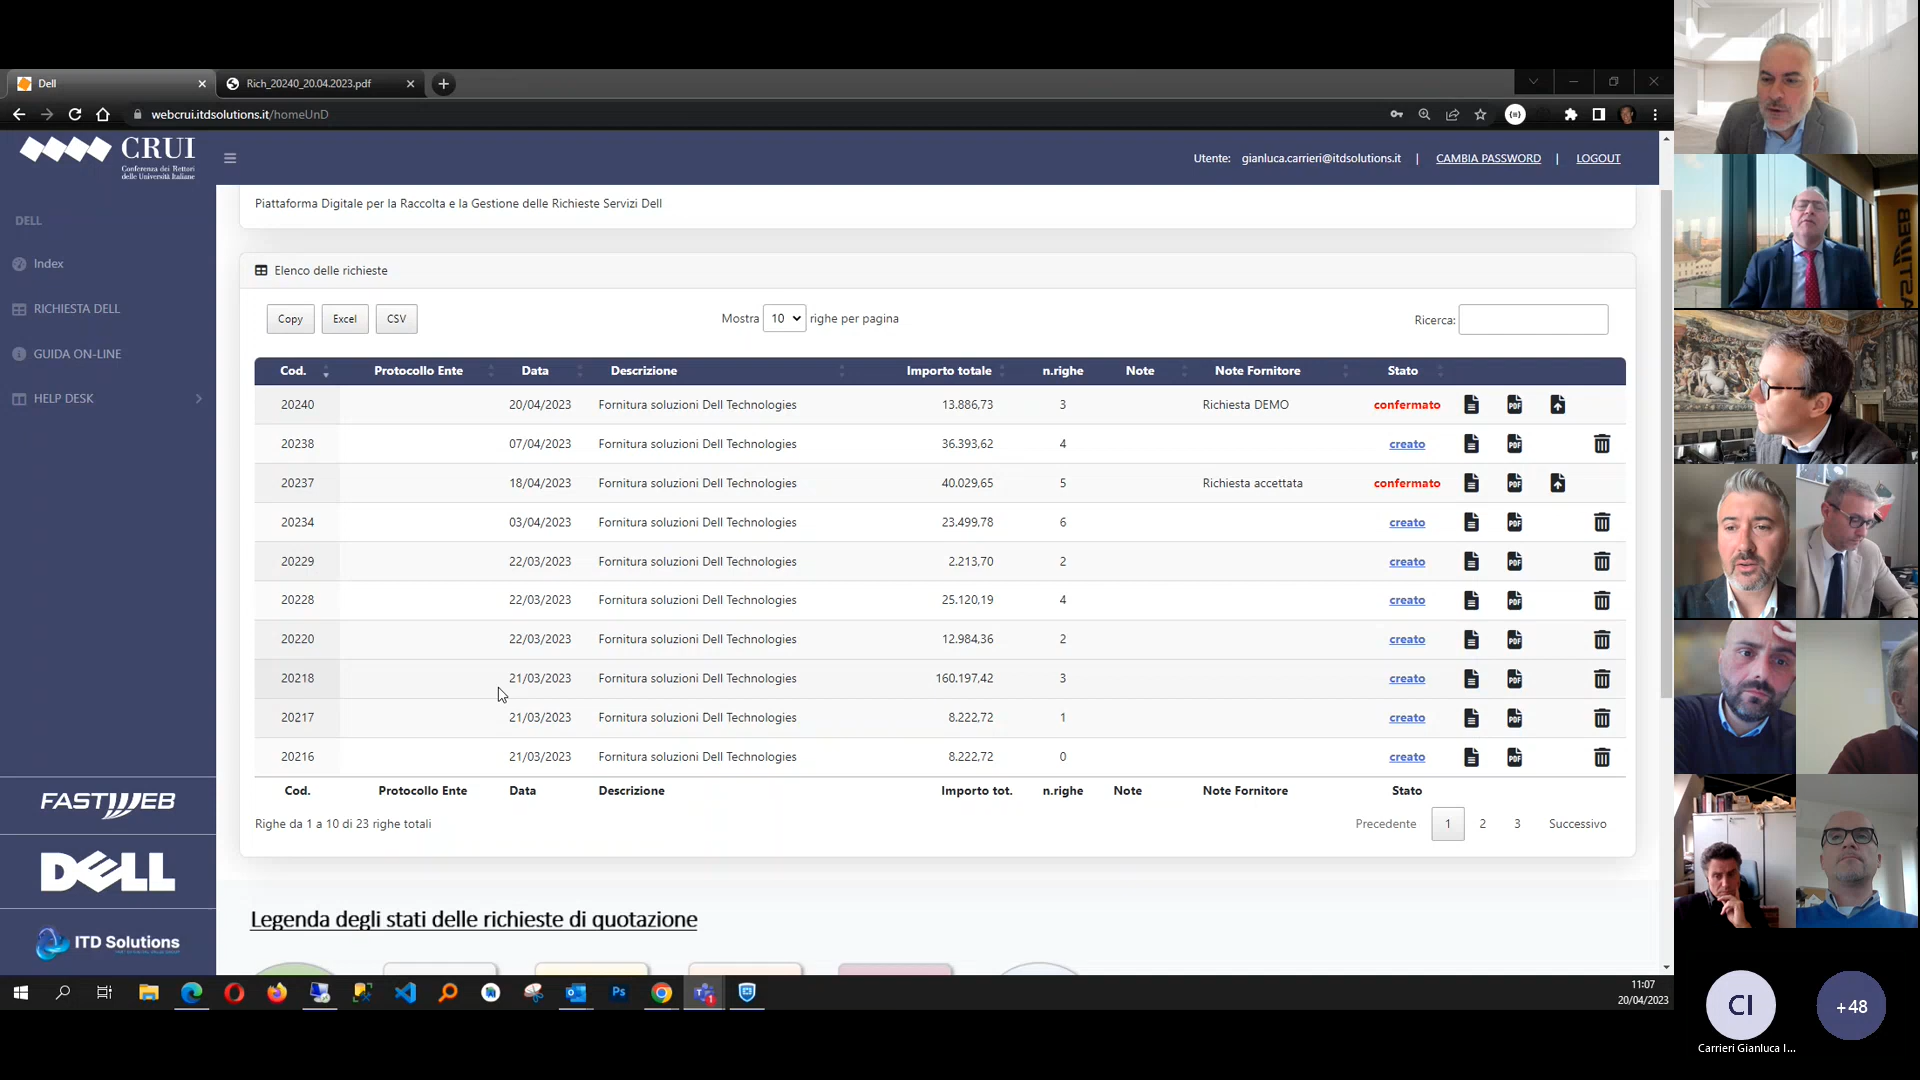 Dell
Rich_20240_20.04.2023.pdf
webcrui.itdsolutions.it/homeUnD
CRUI
Conferenza dei Rettori
delle Università Italiane
Utente: gianluca.carrieri@itdsolutions.it | CAMBIA PASSWORD | LOGOUT
DELL
Index
RICHIESTA DELL
GUIDA ON-LINE
HELP DESK
FASTWEB
DELL
ITD Solutions
Piattaforma Digitale per la Raccolta e la Gestione delle Richieste Servizi Dell
Elenco delle richieste
Copy Excel CSV Mostra 10 righe per pagina Ricerca:
Cod. Protocollo Ente Data Descrizione Importo totale n.righe Note Note Fornitore Stato
20240 20/04/2023 Fornitura soluzioni Dell Technologies 13.886,73 3 Richiesta DEMO confermato PDF
20238 07/04/2023 Fornitura soluzioni Dell Technologies 36.393,62 4 creato PDF
20237 18/04/2023 Fornitura soluzioni Dell Technologies 40.029,65 5 Richiesta accettata confermato PDF
20234 03/04/2023 Fornitura soluzioni Dell Technologies 23.499,78 6 creato PDF
20229 22/03/2023 Fornitura soluzioni Dell Technologies 2.213,70 2 creato PDF
20228 22/03/2023 Fornitura soluzioni Dell Technologies 25.120,19 4 creato PDF
20220 22/03/2023 Fornitura soluzioni Dell Technologies 12.984,36 2 creato PDF
20218 21/03/2023 Fornitura soluzioni Dell Technologies 160.197,42 3 creato PDF
20217 21/03/2023 Fornitura soluzioni Dell Technologies 8.222,72 1 creato PDF
20216 21/03/2023 Fornitura soluzioni Dell Technologies 8.222,72 0 creato PDF
Cod. Protocollo Ente Data Descrizione Importo tot. n.righe Note Note Fornitore Stato
Righe da 1 a 10 di 23 righe totali
Precedente 1 2 3 Successivo
Legenda degli stati delle richieste di quotazione
Ps
11:07
20/04/2023
CI
+48
Carrieri Gianluca I...